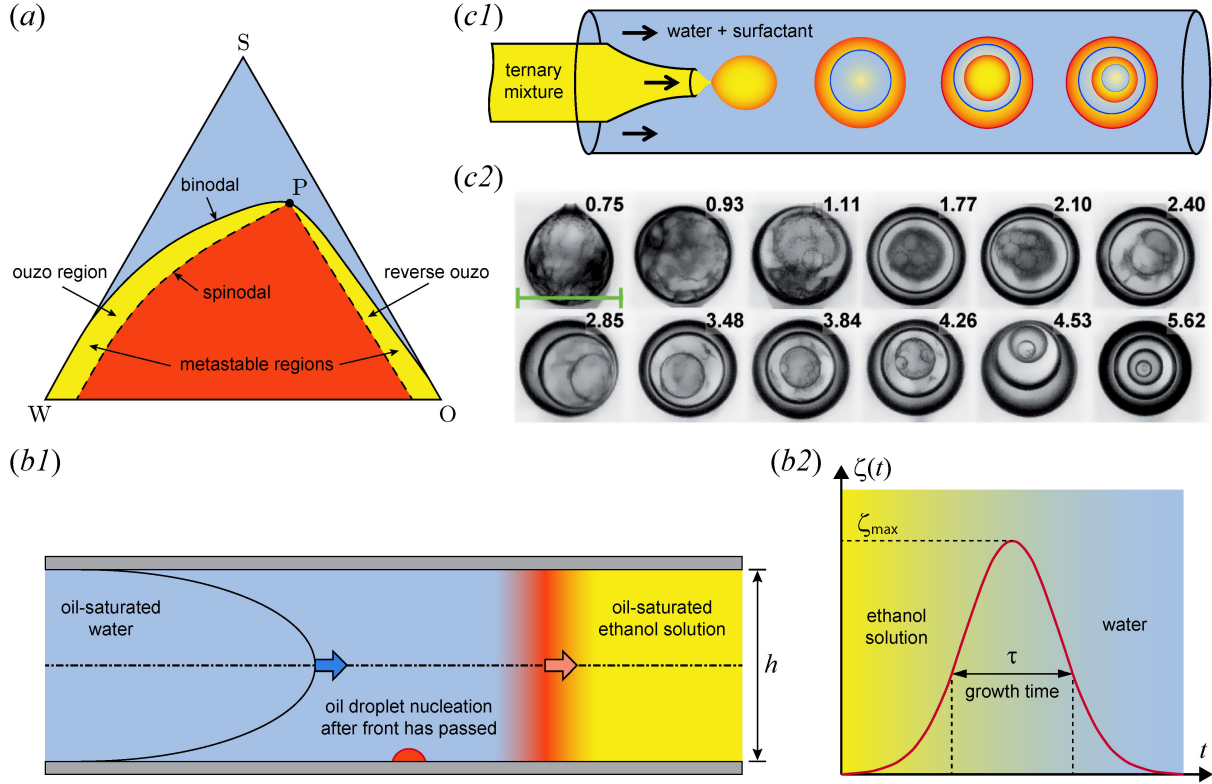 (a)
S
P
binodal
ouzo region
reverse ouzo
spinodal
metastable regions
W
O
(c1)
water + surfactant
ternary
mixture
(c2)
0.75
0.93
1.11
1.77
2.10
2.40
2.85
3.48
3.84
4.26
4.53
5.62
(b1)
oil-saturated
water
oil-saturated
ethanol solution
h
oil droplet nucleation
after front has passed
(b2)
ζ(t)
ζmax
ethanol
solution
water
τ
growth time
t